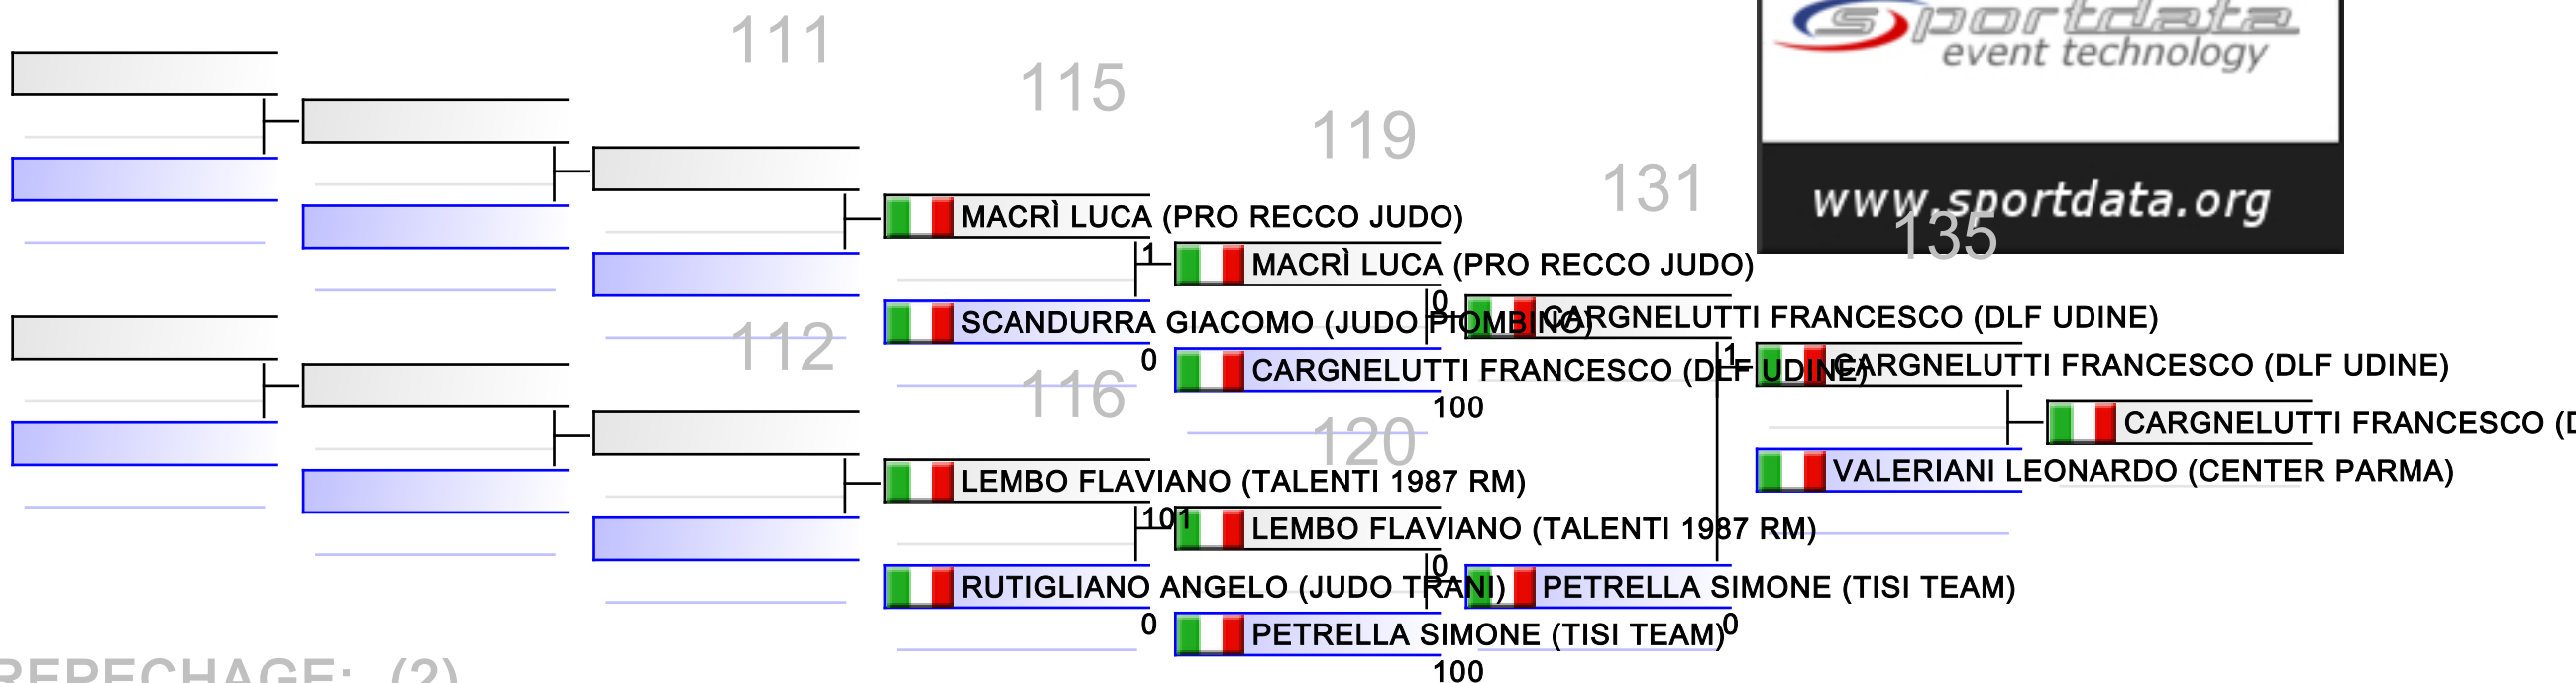 111
sportdata
event technology
115
119
131
www.sportdata.org
135
MACRÌ LUCA (PRO RECCO JUDO)
1
MACRÌ LUCA (PRO RECCO JUDO)
0
SCANDURRA GIACOMO (JUDO PIOMBINO)
CARGNELUTTI FRANCESCO (DLF UDINE)
112
0
CARGNELUTTI FRANCESCO (DLF UDINE)
1
CARGNELUTTI FRANCESCO (DLF UDINE)
116
100
120
CARGNELUTTI FRANCESCO (D
LEMBO FLAVIANO (TALENTI 1987 RM)
VALERIANI LEONARDO (CENTER PARMA)
101
LEMBO FLAVIANO (TALENTI 1987 RM)
0
RUTIGLIANO ANGELO (JUDO TRANI)
PETRELLA SIMONE (TISI TEAM)
0
PETRELLA SIMONE (TISI TEAM)
0
100
REPECHAGE: (2)